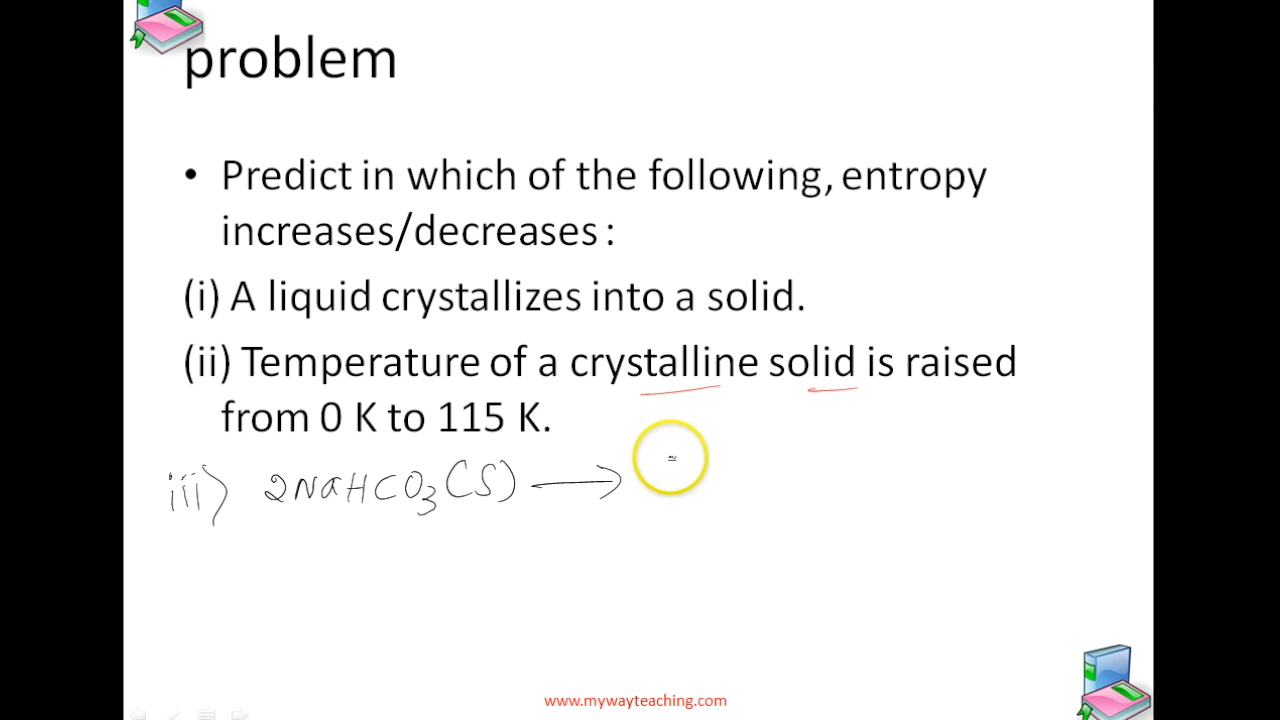 problem
• Predict in which of the following, entropy
increases/decreases :
(i) A liquid crystallizes into a solid.
(ii) Temperature of a crystalline solid is raised
from 0 K to 115 K.
iii) 2NaHCO₃(S) ⟶
www.mywayteaching.com